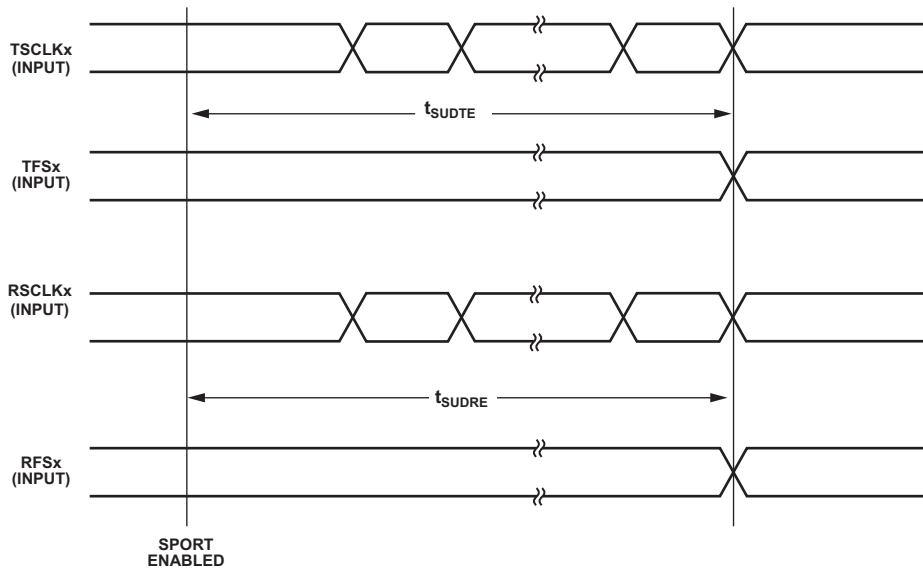 TSCLKx
(INPUT)
tSUDTE
TFSx
(INPUT)
RSCLKx
(INPUT)
tSUDRE
RFSx
(INPUT)
SPORT
ENABLED